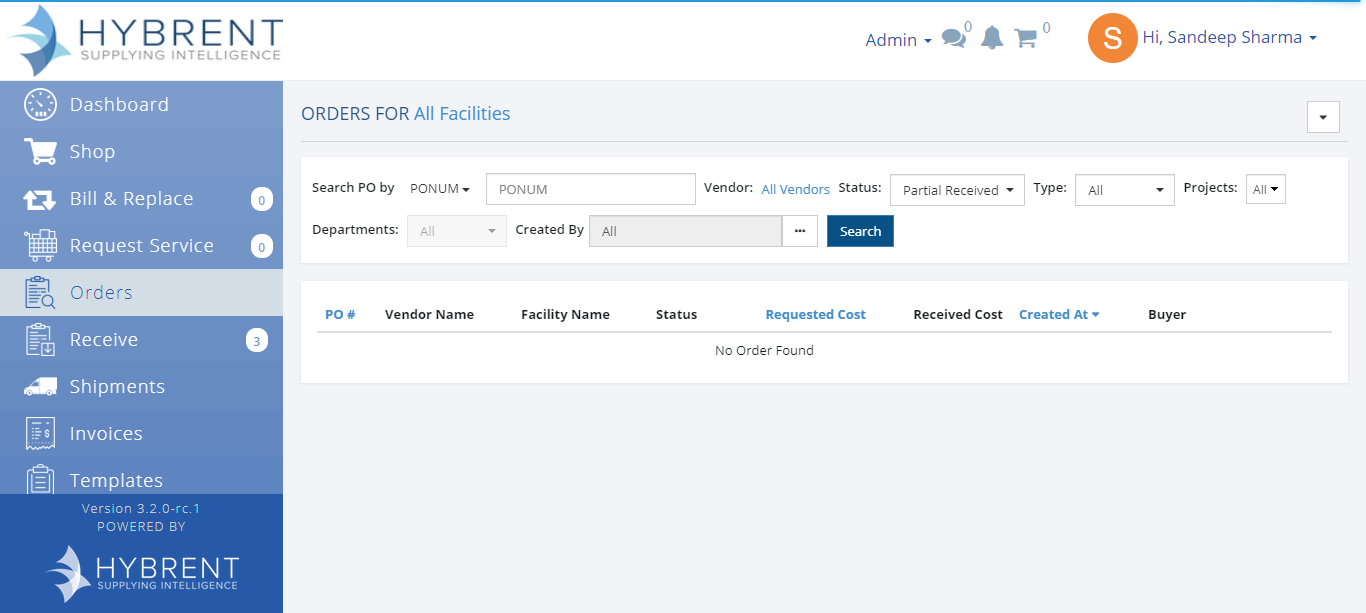 HYBRENT
SUPPLYING INTELLIGENCE
Admin 0 0 S Hi, Sandeep Sharma
Dashboard
Shop
Bill & Replace 0
Request Service 0
Orders
Receive 3
Shipments
Invoices
Templates
Version 3.2.0-rc.1
POWERED BY
HYBRENT
SUPPLYING INTELLIGENCE
ORDERS FOR All Facilities
Search PO by PONUM PONUM Vendor: All Vendors Status: Partial Received Type: All Projects: All
Departments: All Created By All ... Search
PO # Vendor Name Facility Name Status Requested Cost Received Cost Created At Buyer
No Order Found